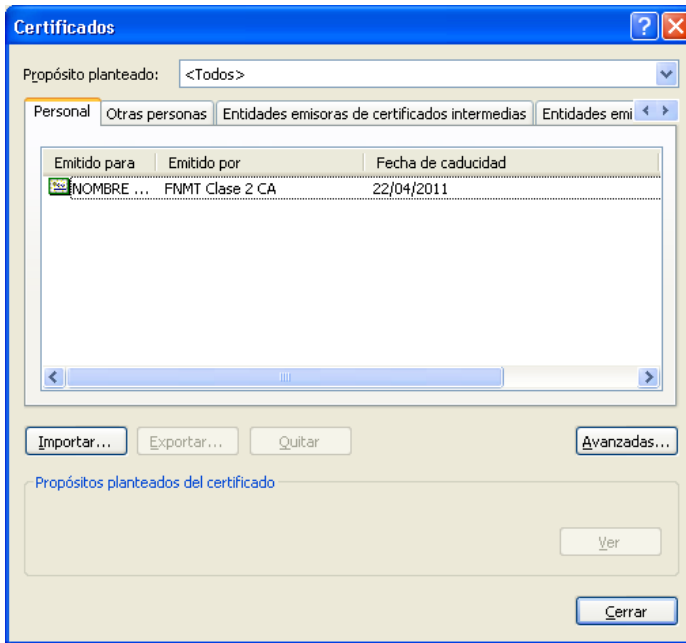 Certificados
Propósito planteado: <Todos>
Personal Otras personas Entidades emisoras de certificados intermedias Entidades emi
Emitido para Emitido por Fecha de caducidad
NOMBRE ... FNMT Clase 2 CA 22/04/2011
Importar... Exportar... Quitar Avanzadas...
Propósitos planteados del certificado
Ver
Cerrar